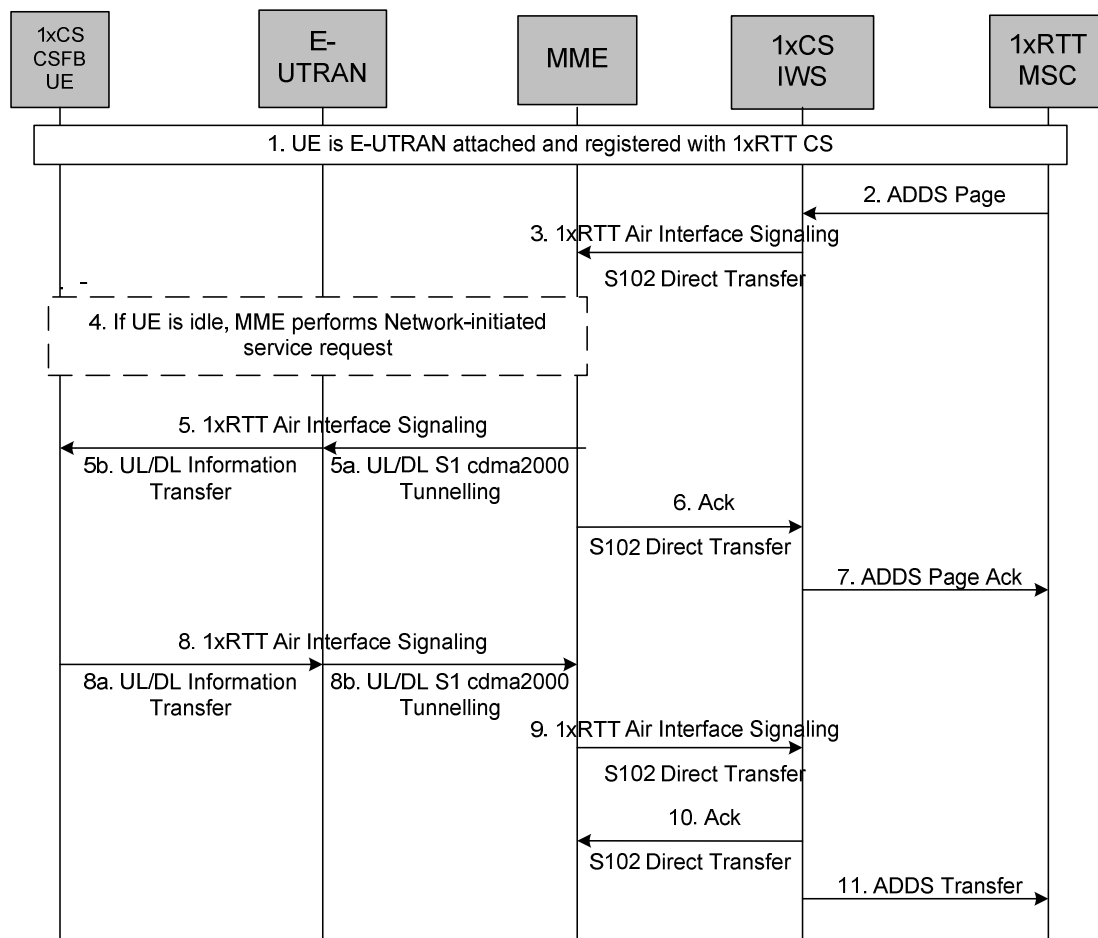 1xCS
CSFB
UE
E-
UTRAN
MME
1xCS
IWS
1xRTT
MSC
1. UE is E-UTRAN attached and registered with 1xRTT CS
2. ADDS Page
3. 1xRTT Air Interface Signaling
S102 Direct Transfer
4. If UE is idle, MME performs Network-initiated
service request
5. 1xRTT Air Interface Signaling
5b. UL/DL Information
Transfer
5a. UL/DL S1 cdma2000
Tunnelling
6. Ack
S102 Direct Transfer
7. ADDS Page Ack
8. 1xRTT Air Interface Signaling
8a. UL/DL Information
Transfer
8b. UL/DL S1 cdma2000
Tunnelling
9. 1xRTT Air Interface Signaling
S102 Direct Transfer
10. Ack
S102 Direct Transfer
11. ADDS Transfer